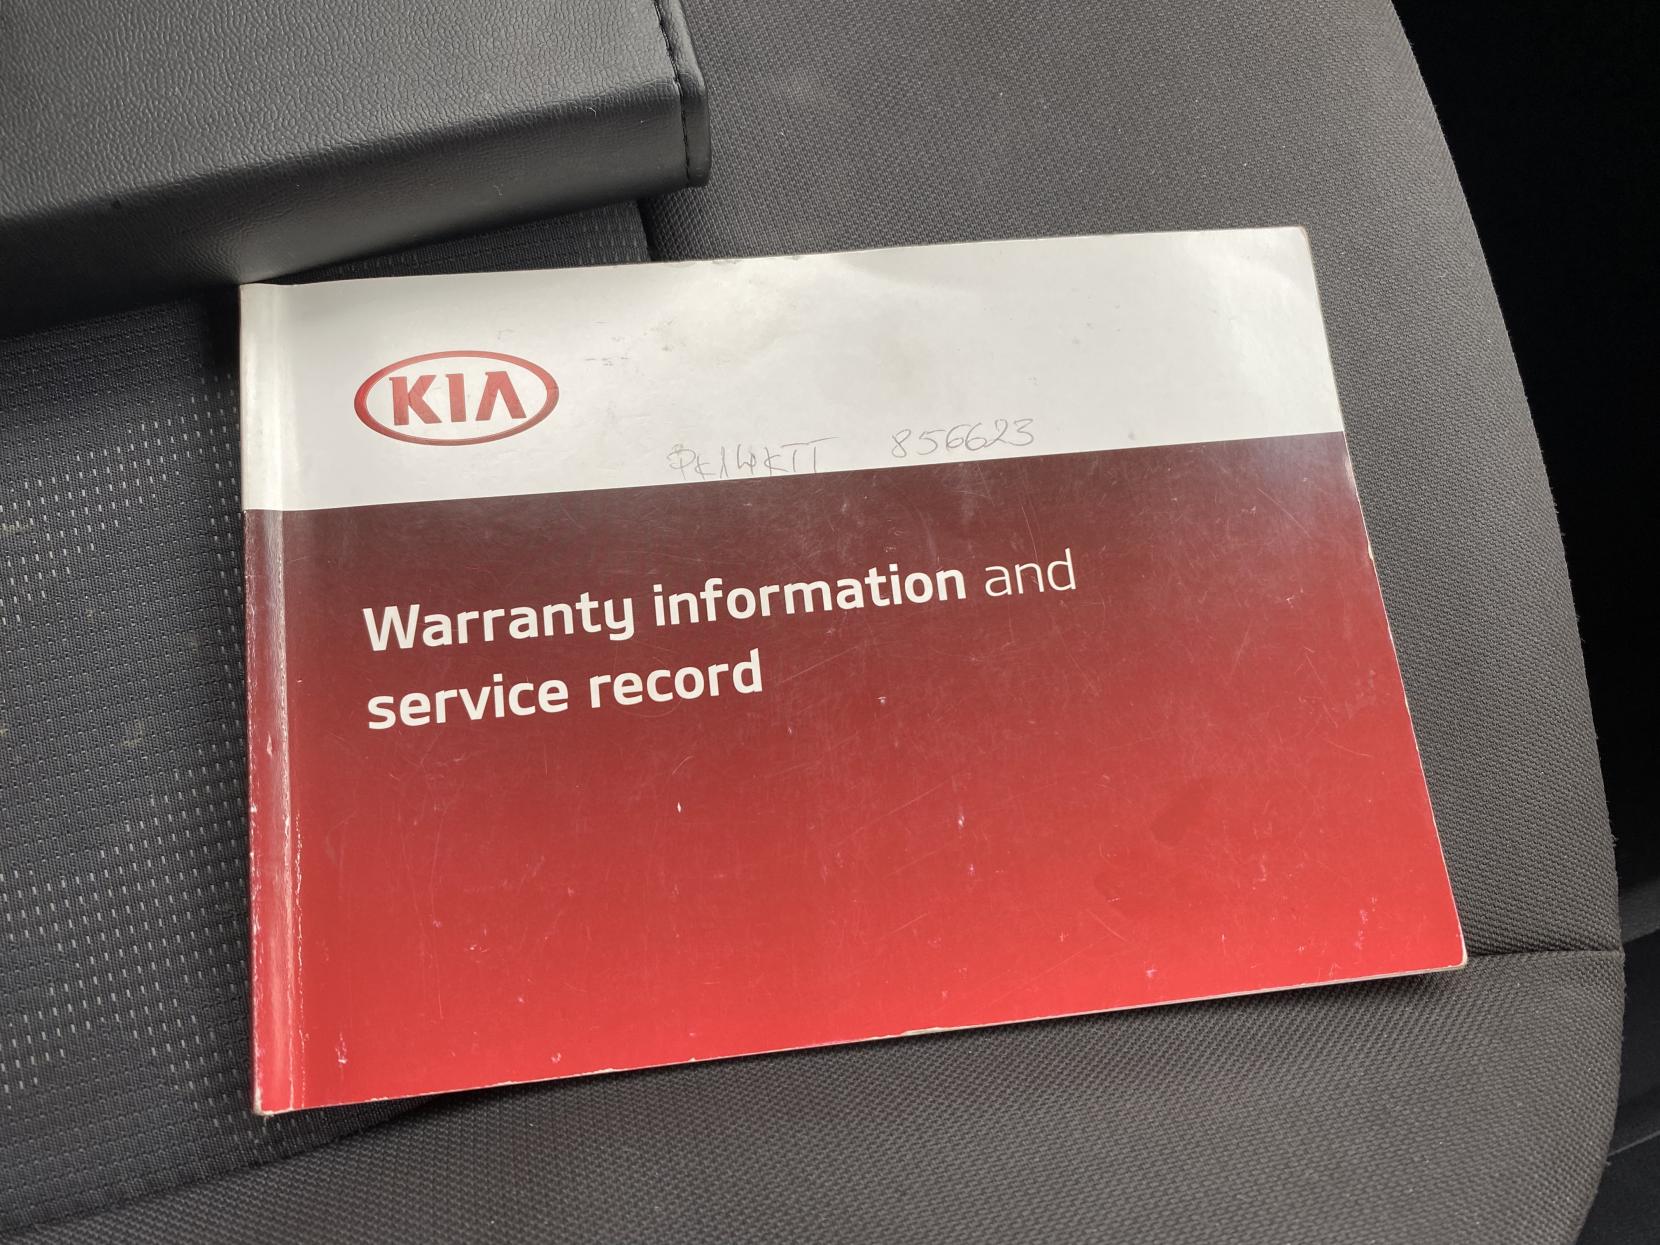 KIA
856623
Warranty information and
service record